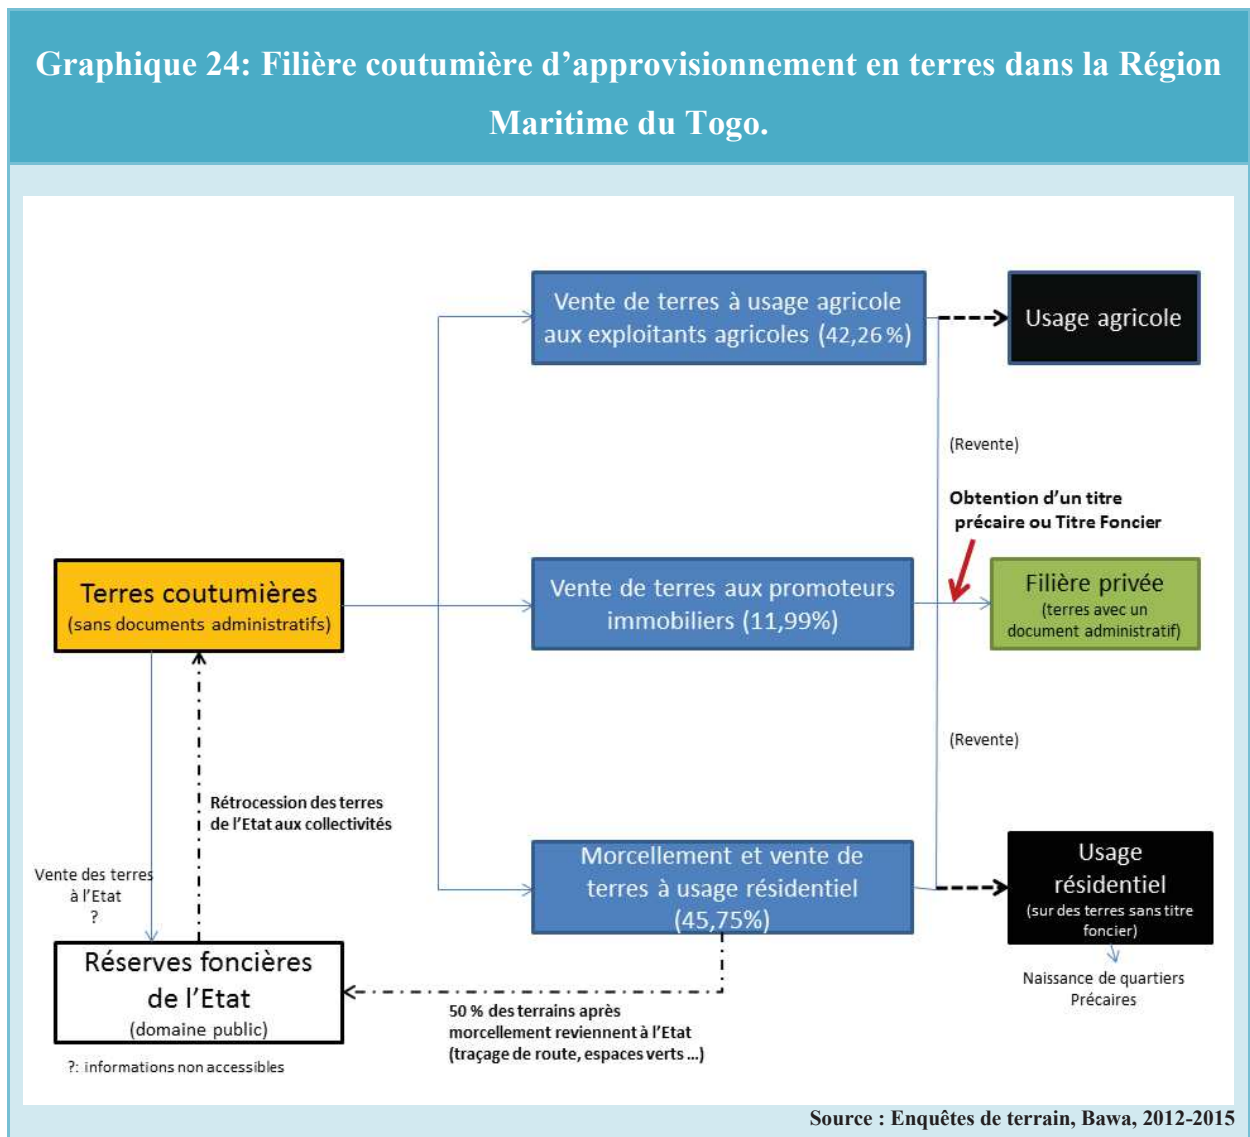 Graphique 24: Filière coutumière d’approvisionnement en terres dans la Région
Maritime du Togo.
Vente de terres à usage agricole
aux exploitants agricoles (42,26 %)
Usage agricole
(Revente)
Obtention d’un titre
précaire ou Titre Foncier
Terres coutumières
(sans documents administratifs)
Vente de terres aux promoteurs
immobiliers (11,99%)
Filière privée
(terres avec un
document administratif)
(Revente)
Rétrocession des terres
de l’Etat aux collectivités
Vente des terres
à l’Etat
?
Morcellement et vente de
terres à usage résidentiel
(45,75%)
Usage
résidentiel
(sur des terres sans titre
foncier)
Naissance de quartiers
Précaires
Réserves foncières
de l’Etat
(domaine public)
50 % des terrains après
morcellement reviennent à l’Etat
(traçage de route, espaces verts ...)
?: informations non accessibles
Source : Enquêtes de terrain, Bawa, 2012-2015